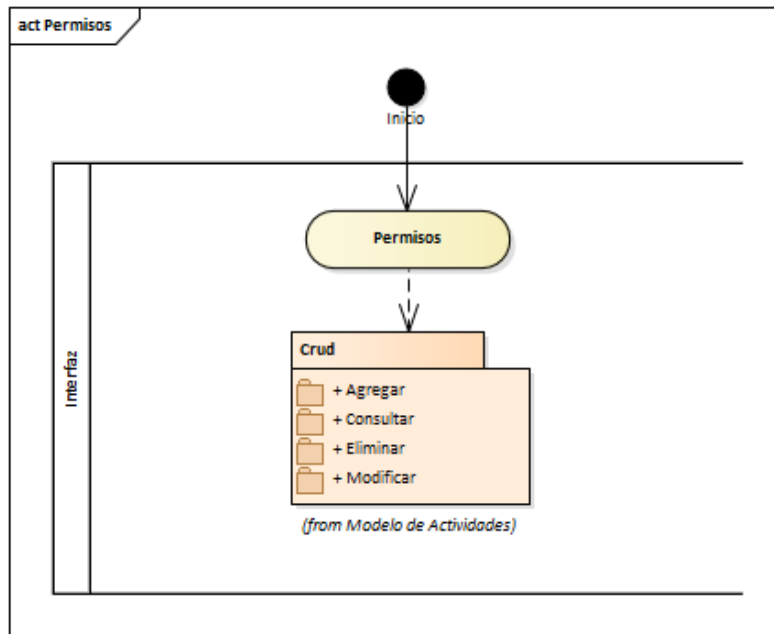 act Permisos
Inicio
Interfaz
Permisos
Crud
+ Agregar
+ Consultar
+ Eliminar
+ Modificar
(from Modelo de Actividades)